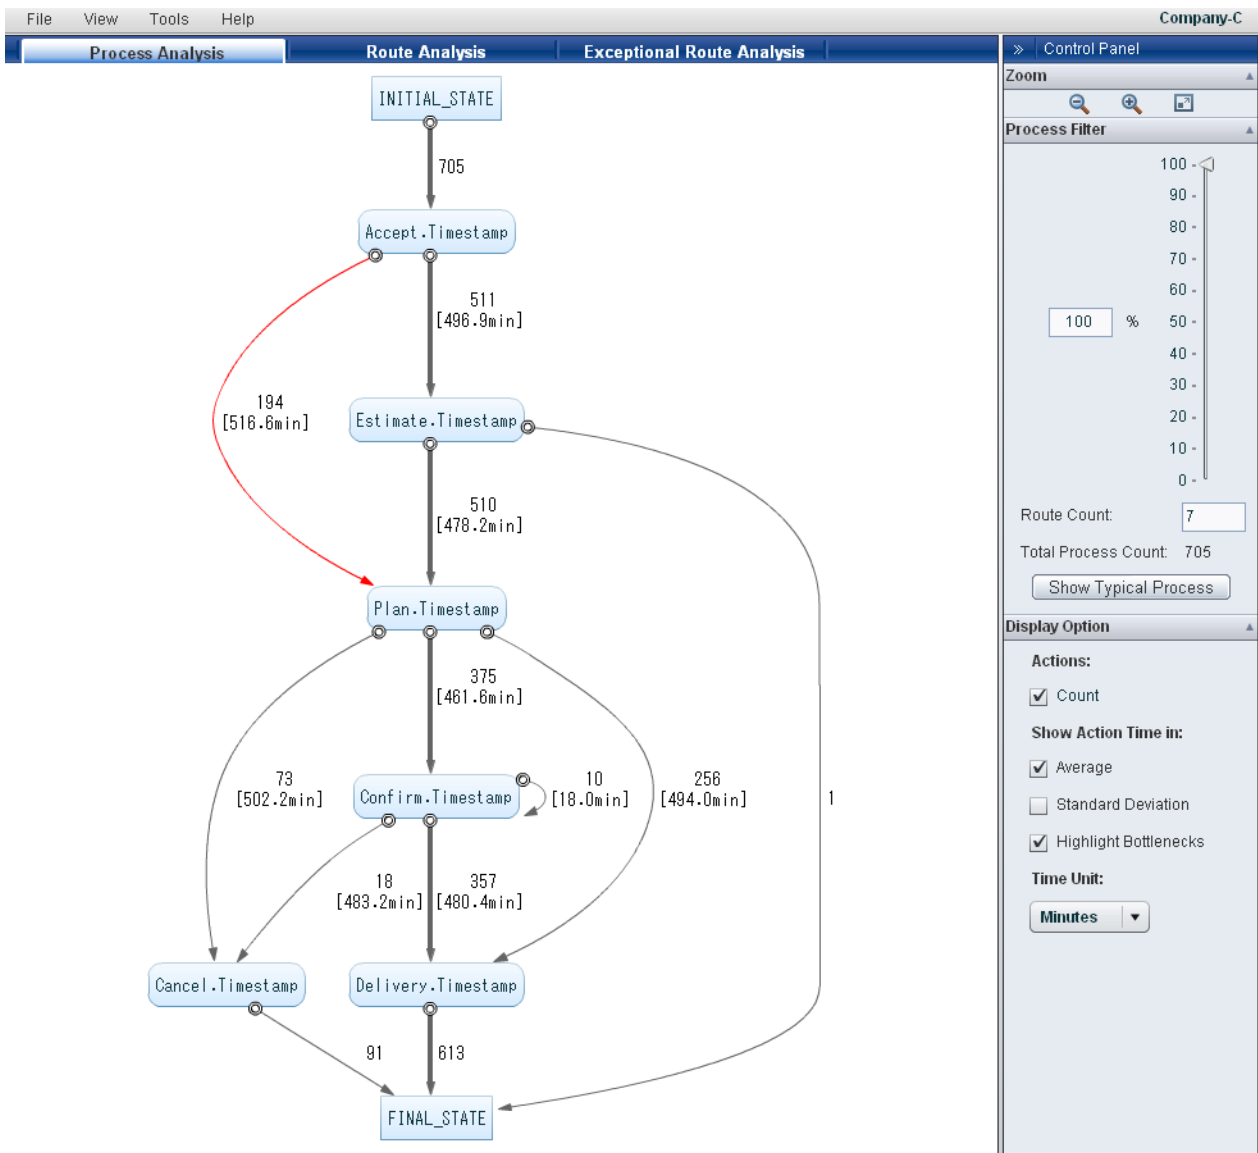 File View Tools Help Company-C
Process Analysis Route Analysis Exceptional Route Analysis
INITIAL_STATE
705
Accept.Timestamp
511
[496.9min]
194
[516.6min]
Estimate.Timestamp
510
[478.2min]
Plan.Timestamp
375
[461.6min]
73
[502.2min]
Confirm.Timestamp
10
[18.0min]
256
[494.0min]
1
18
[483.2min]
357
[480.4min]
Cancel.Timestamp
Delivery.Timestamp
91
613
FINAL_STATE
» Control Panel
Zoom
Process Filter
100 -
90 -
80 -
70 -
60 -
100 % 50 -
40 -
30 -
20 -
10 -
0 -
Route Count: 7
Total Process Count: 705
Show Typical Process
Display Option
Actions:
Count
Show Action Time in:
Average
Standard Deviation
Highlight Bottlenecks
Time Unit:
Minutes